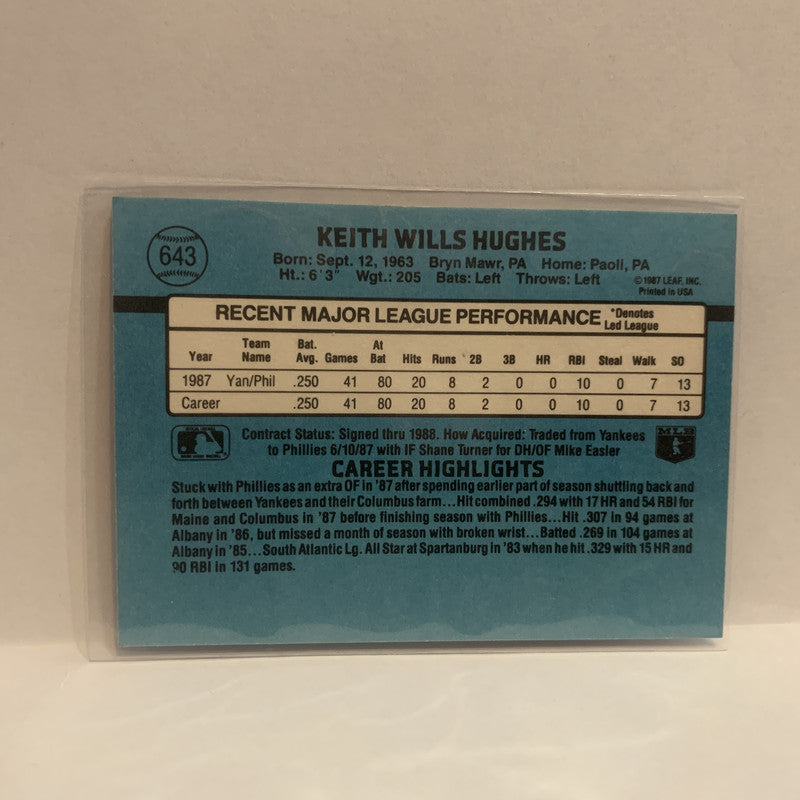 643
KEITH WILLS HUGHES
Born: Sept. 12, 1963 Bryn Mawr, PA Home: Paoli, PA
Ht.: 6'3" Wgt.: 205 Bats: Left Throws: Left
©1987 LEAF, INC.
Printed in USA
RECENT MAJOR LEAGUE PERFORMANCE
*Denotes
Led League
Year Team Name Bat. Avg. Games At Bat Hits Runs 2B 3B HR RBI Steal Walk SO
1987 Yan/Phil .250 41 80 20 8 2 0 0 10 0 7 13
Career .250 41 80 20 8 2 0 0 10 0 7 13
MLB
Contract Status: Signed thru 1988. How Acquired: Traded from Yankees
to Phillies 6/10/87 with IF Shane Turner for DH/OF Mike Easler
CAREER HIGHLIGHTS
Stuck with Phillies as an extra OF in '87 after spending earlier part of season shuttling back and
forth between Yankees and their Columbus farm...Hit combined .294 with 17 HR and 54 RBI for
Maine and Columbus in '87 before finishing season with Phillies...Hit .307 in 94 games at
Albany in '86, but missed a month of season with broken wrist...Batted .269 in 104 games at
Albany in '85...South Atlantic Lg. All Star at Spartanburg in '83 when he hit .329 with 15 HR and
90 RBI in 131 games.